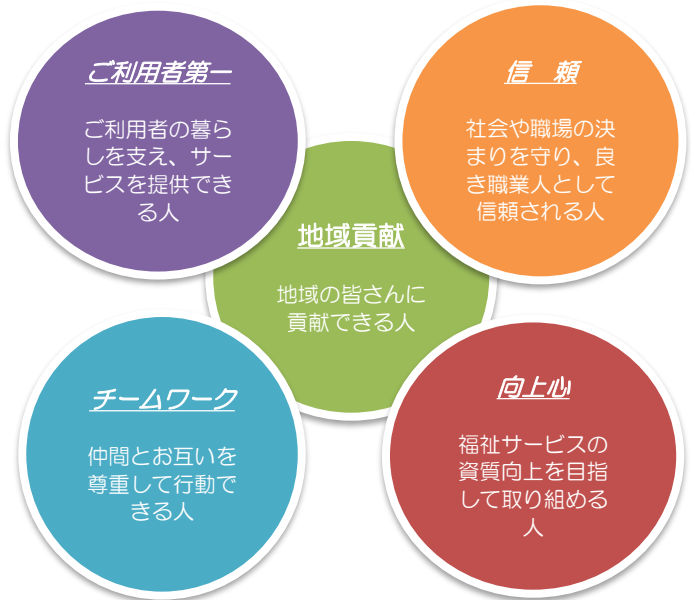 ご利用者第一
ご利用者の暮ら
しを支え、サー
ビスを提供でき
る人
信　頼
社会や職場の決
まりを守り、良
き職業人として
信頼される人
地域貢献
地域の皆さんに
貢献できる人
チームワーク
仲間とお互いを
尊重して行動で
きる人
向上心
福祉サービスの
資質向上を目指
して取り組める
人